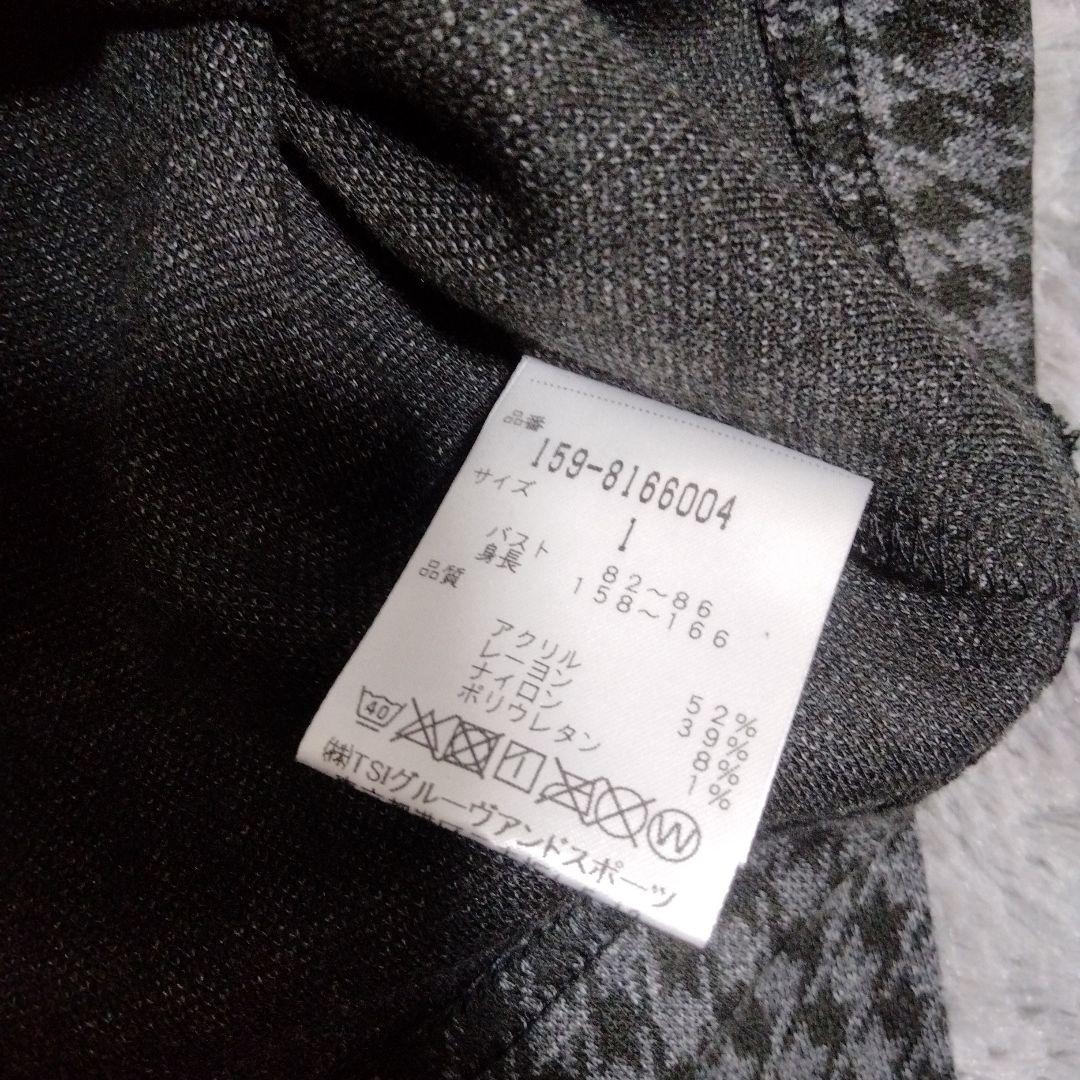 品番
159-8166004
サイズ
1
バスト 82～86
身長 158～166
品質
アクリル 52%
レーヨン 39%
ナイロン 8%
ポリウレタン 1%
40 W
㈱TSIグルーヴアンドスポーツ